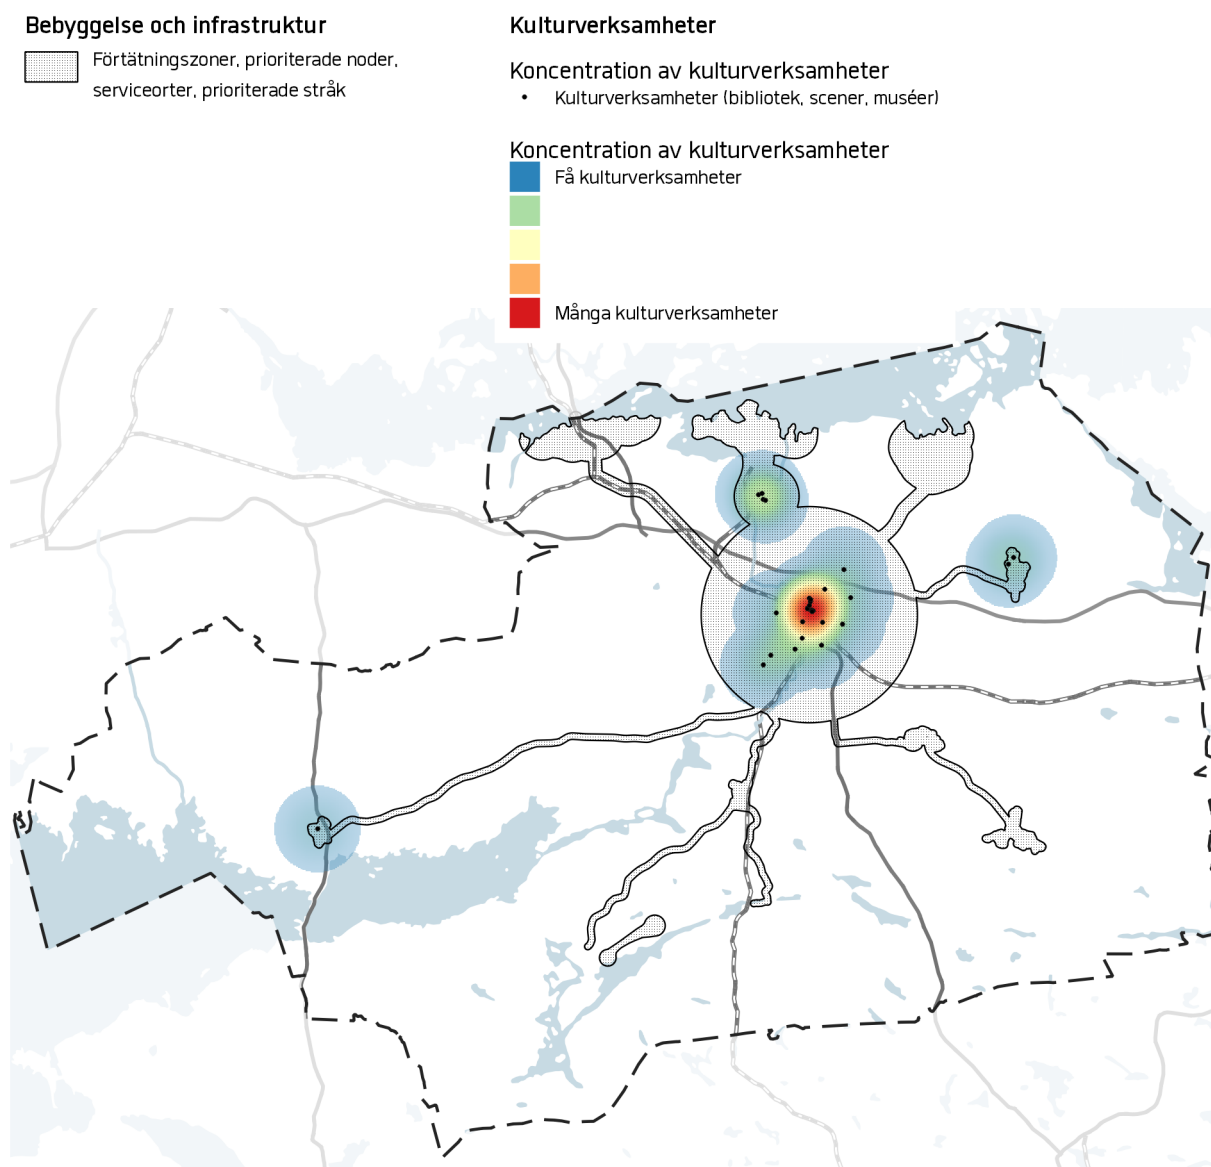 Bebyggelse och infrastruktur
Förtätningszoner, prioriterade noder,
serviceorter, prioriterade stråk
Kulturverksamheter
Koncentration av kulturverksamheter
Kulturverksamheter (bibliotek, scener, muséer)
Koncentration av kulturverksamheter
Få kulturverksamheter
Många kulturverksamheter